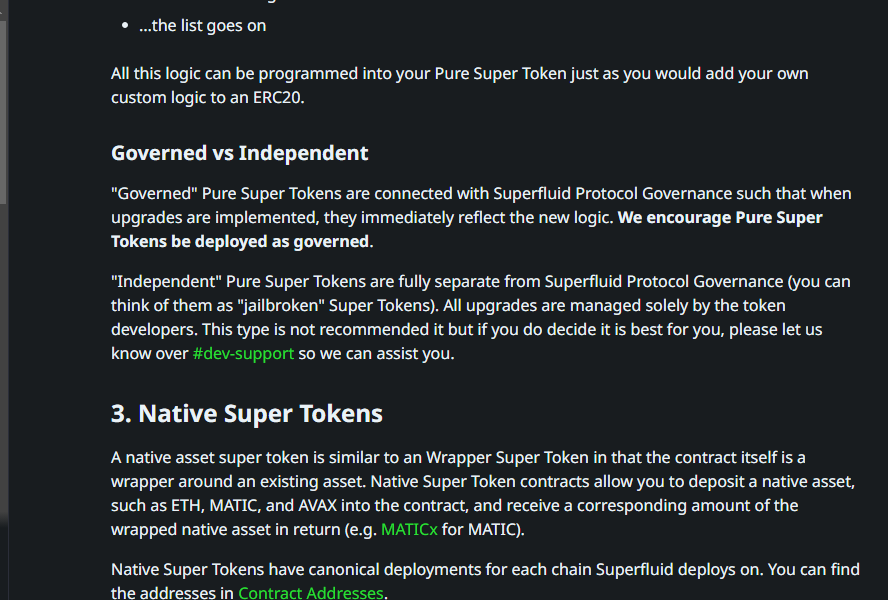 • ...the list goes on
All this logic can be programmed into your Pure Super Token just as you would add your own
custom logic to an ERC20.
Governed vs Independent
"Governed" Pure Super Tokens are connected with Superfluid Protocol Governance such that when
upgrades are implemented, they immediately reflect the new logic. We encourage Pure Super
Tokens be deployed as governed.
"Independent" Pure Super Tokens are fully separate from Superfluid Protocol Governance (you can
think of them as "jailbroken" Super Tokens). All upgrades are managed solely by the token
developers. This type is not recommended it but if you do decide it is best for you, please let us
know over #dev-support so we can assist you.
3. Native Super Tokens
A native asset super token is similar to an Wrapper Super Token in that the contract itself is a
wrapper around an existing asset. Native Super Token contracts allow you to deposit a native asset,
such as ETH, MATIC, and AVAX into the contract, and receive a corresponding amount of the
wrapped native asset in return (e.g. MATICx for MATIC).
Native Super Tokens have canonical deployments for each chain Superfluid deploys on. You can find
the addresses in Contract Addresses.